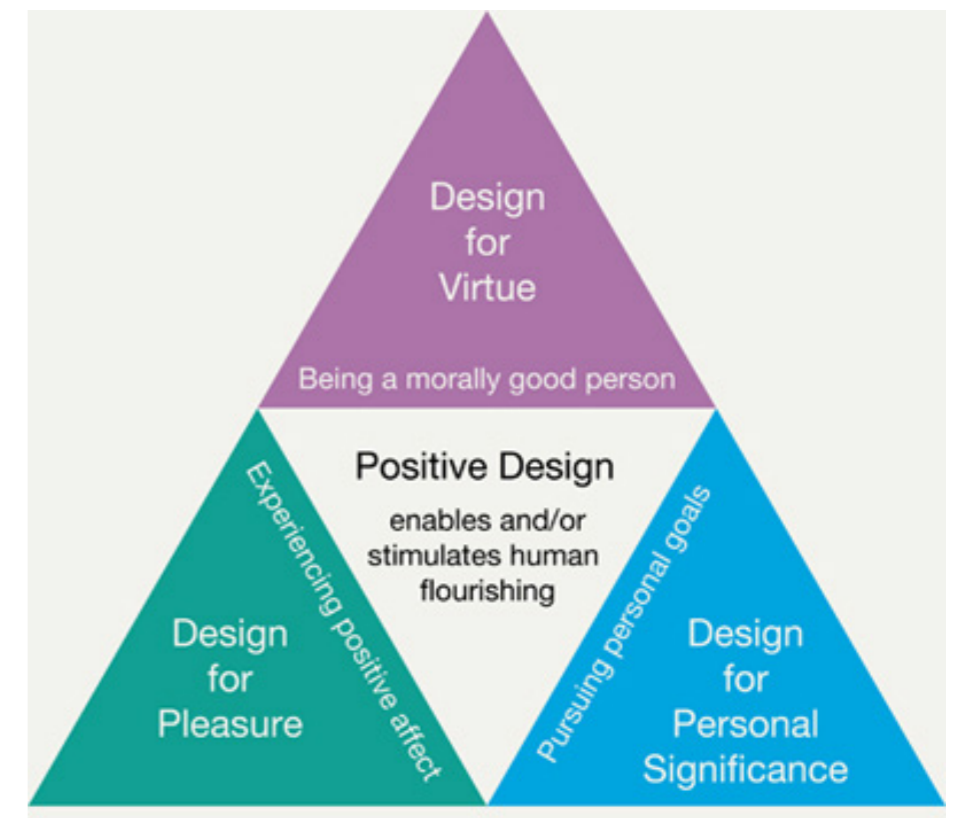 Design
for
Virtue
Being a morally good person
Positive Design
enables and/or
stimulates human
flourishing
Experiencing positive affect
Design
for
Pleasure
Pursuing personal goals
Design
for
Personal
Significance